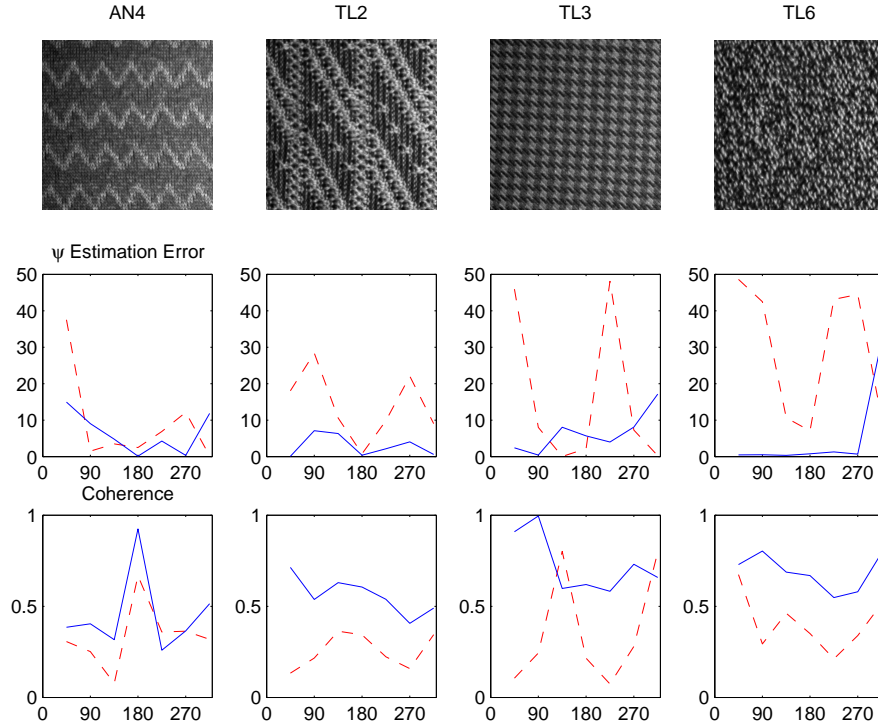 AN4 TL2 TL3 TL6
ψ Estimation Error
50 50 50 50
40 40 40 40
30 30 30 30
20 20 20 20
10 10 10 10
0 0 0 0
0 90 180 270 0 90 180 270 0 90 180 270 0 90 180 270
Coherence
1 1 1 1
0.5 0.5 0.5 0.5
0 0 0 0
0 90 180 270 0 90 180 270 0 90 180 270 0 90 180 270